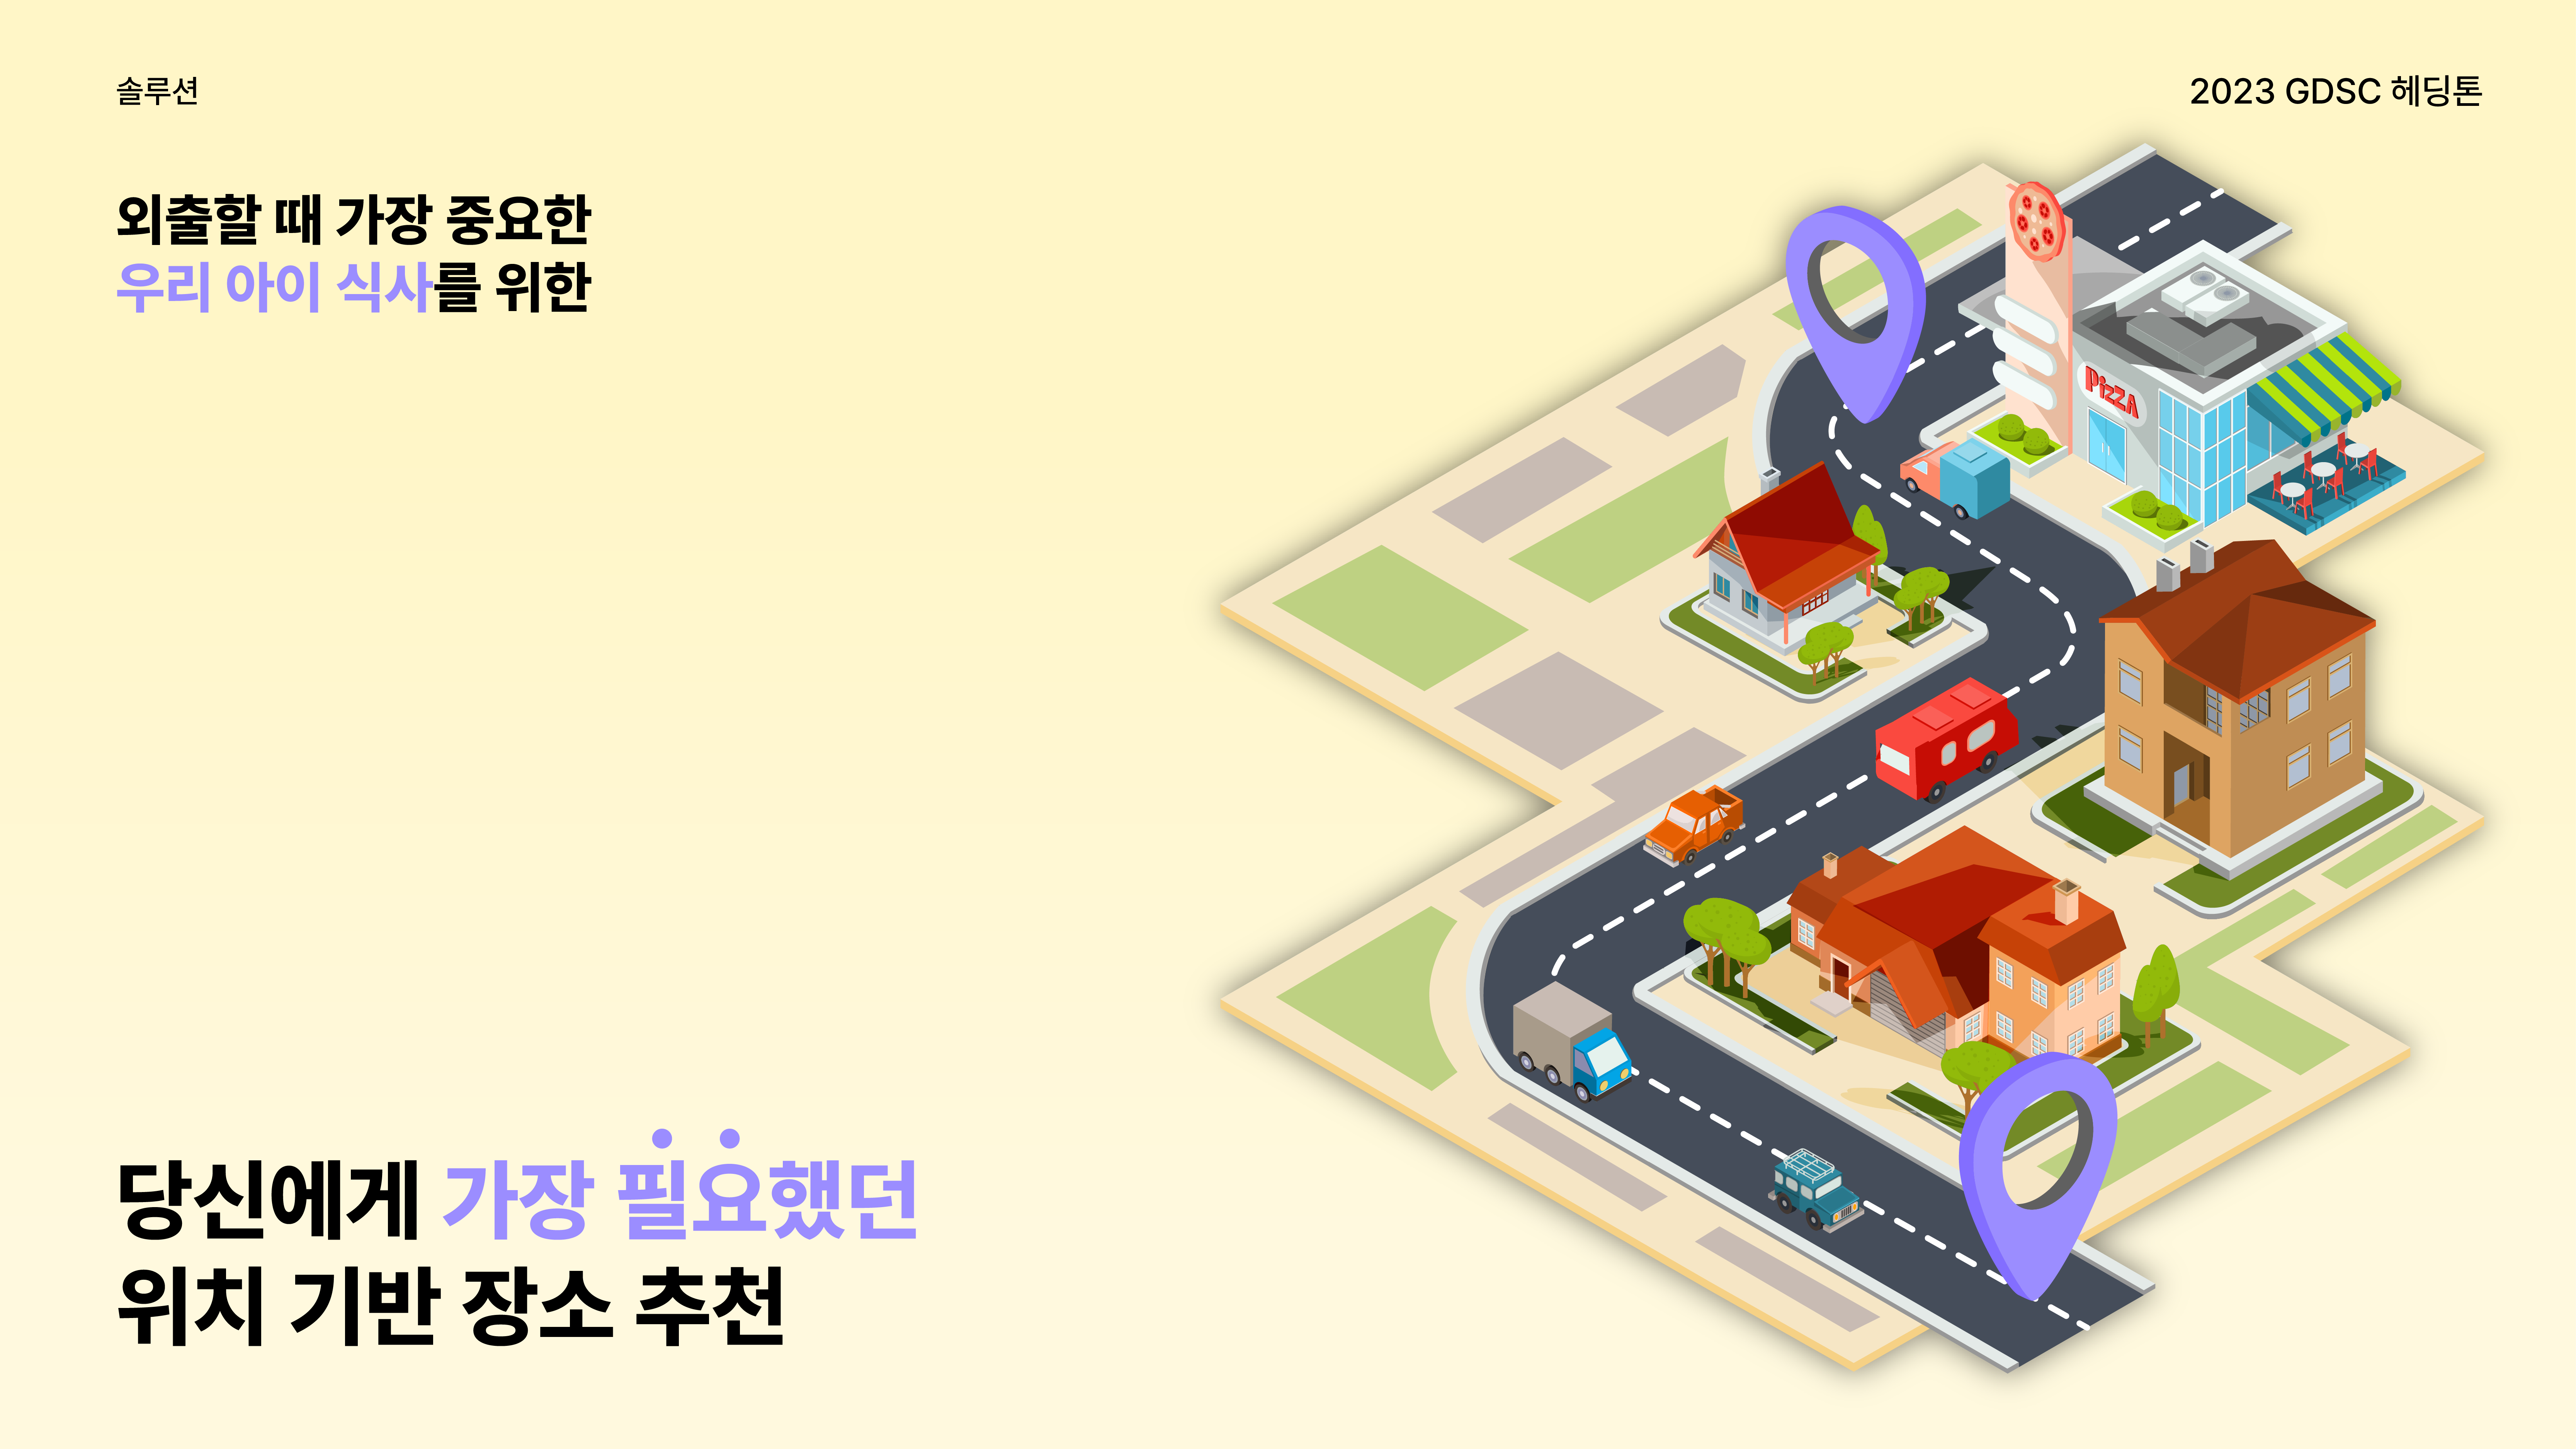 솔루션
2023 GDSC 헤딩톤
외출할 때 가장 중요한
우리 아이 식사를 위한
PizzA
당신에게 가장 필요했던
위치 기반 장소 추천